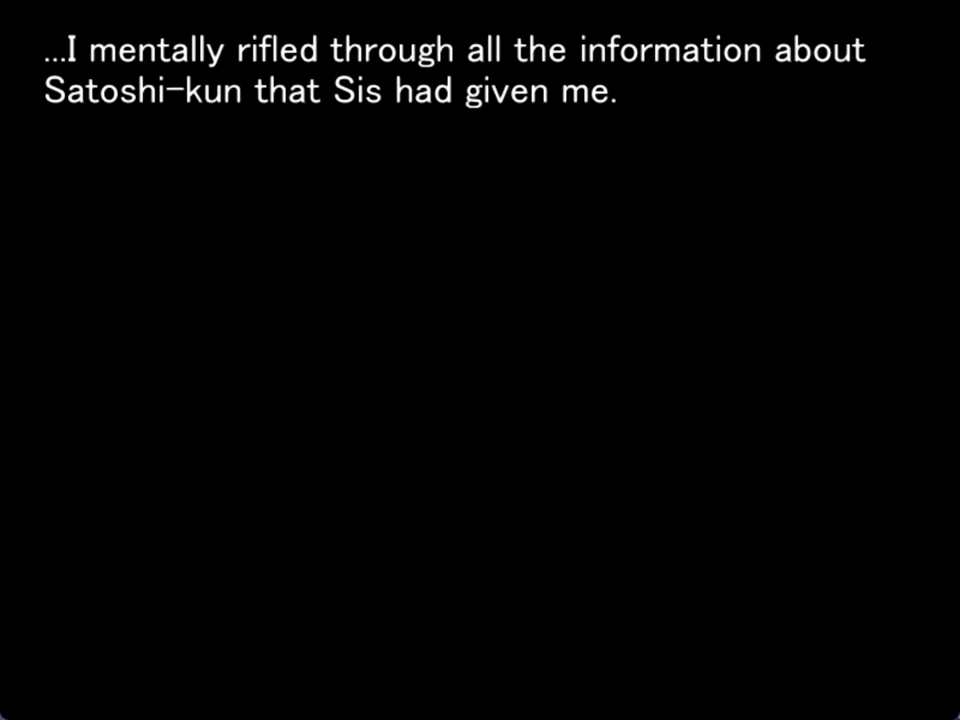 ...I mentally rifled through all the information about
Satoshi-kun that Sis had given me.